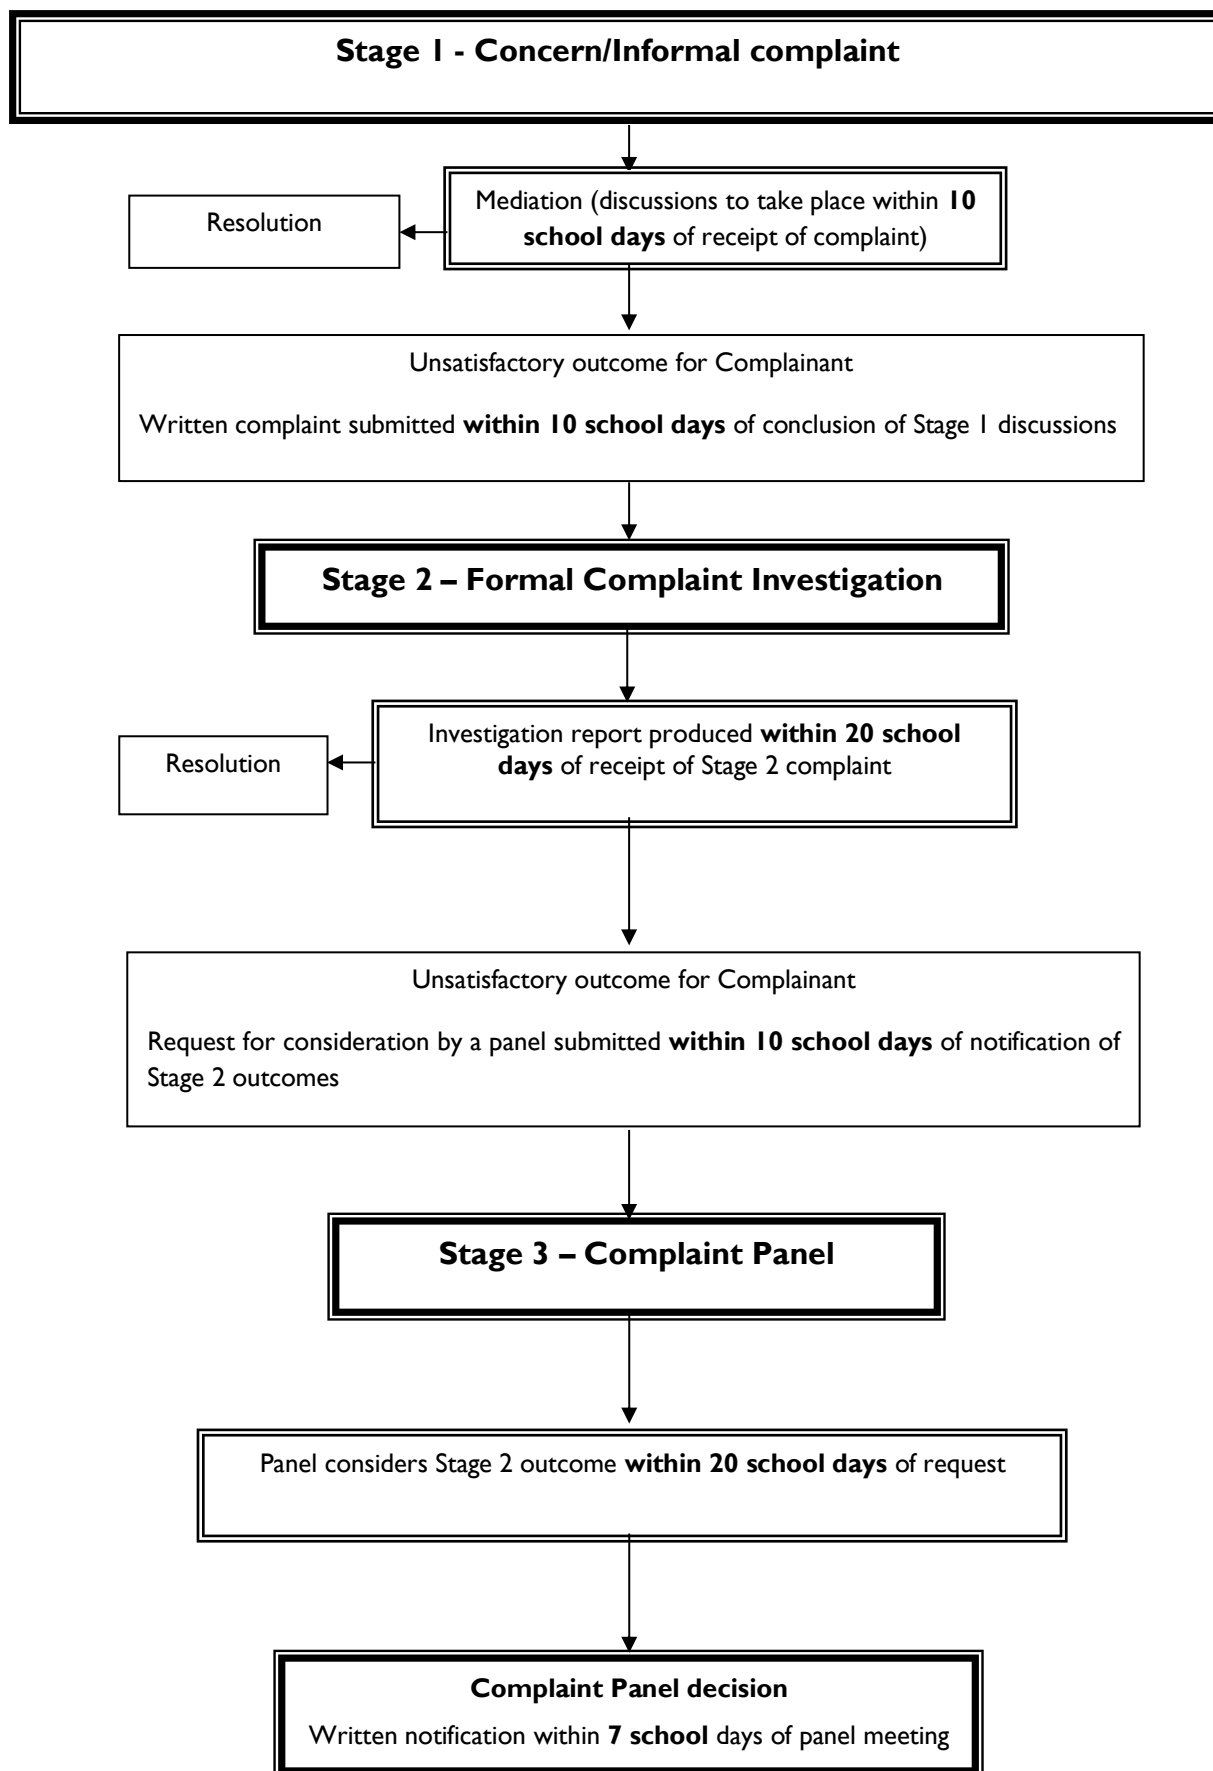 Stage 1 - Concern/Informal complaint
Mediation (discussions to take place within 10
school days of receipt of complaint)
Resolution
Unsatisfactory outcome for Complainant
Written complaint submitted within 10 school days of conclusion of Stage 1 discussions
Stage 2 – Formal Complaint Investigation
Investigation report produced within 20 school
days of receipt of Stage 2 complaint
Resolution
Unsatisfactory outcome for Complainant
Request for consideration by a panel submitted within 10 school days of notification of
Stage 2 outcomes
Stage 3 – Complaint Panel
Panel considers Stage 2 outcome within 20 school days of request
Complaint Panel decision
Written notification within 7 school days of panel meeting